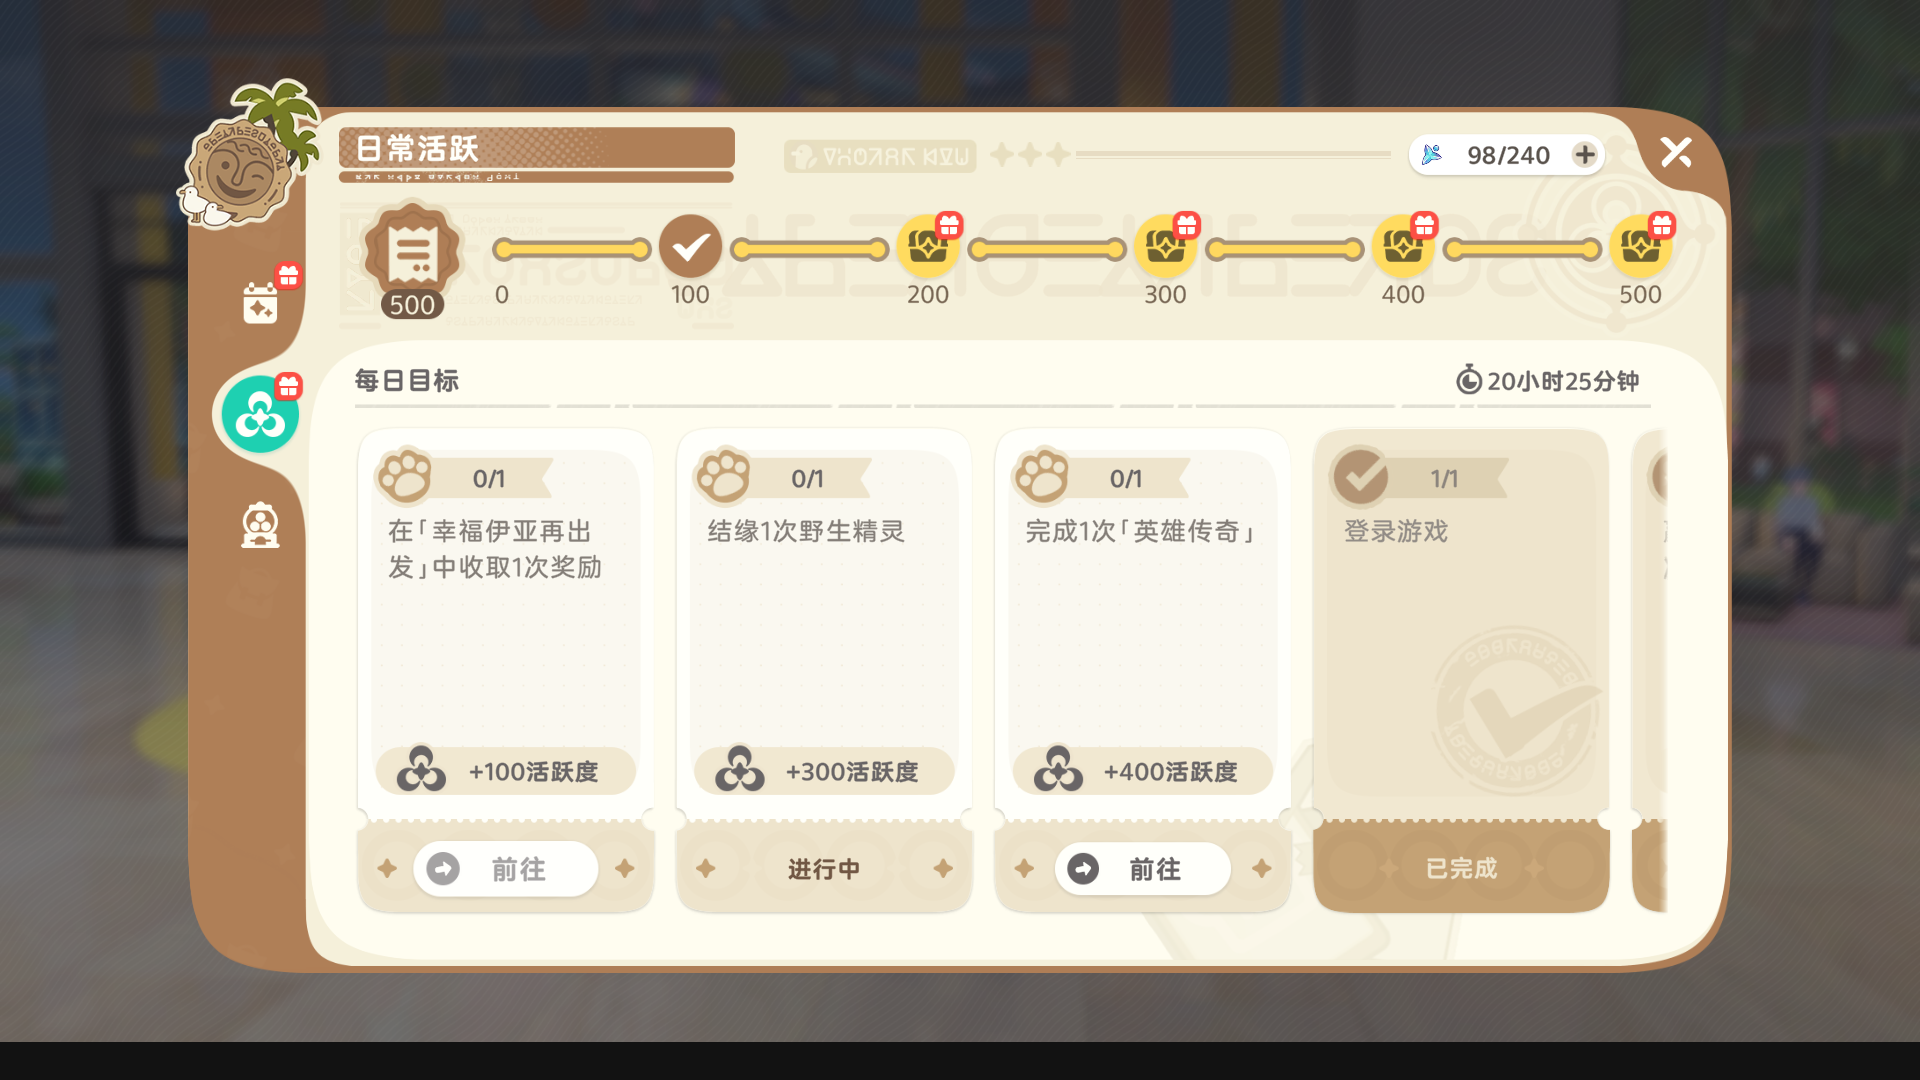 日常活跃
98/240
500
0
100
200
300
400
500
每日目标
20小时25分钟
0/1
在「幸福伊亚再出
发」中收取1次奖励
+100活跃度
前往
0/1
结缘1次野生精灵
+300活跃度
进行中
0/1
完成1次「英雄传奇」
+400活跃度
前往
1/1
登录游戏
已完成